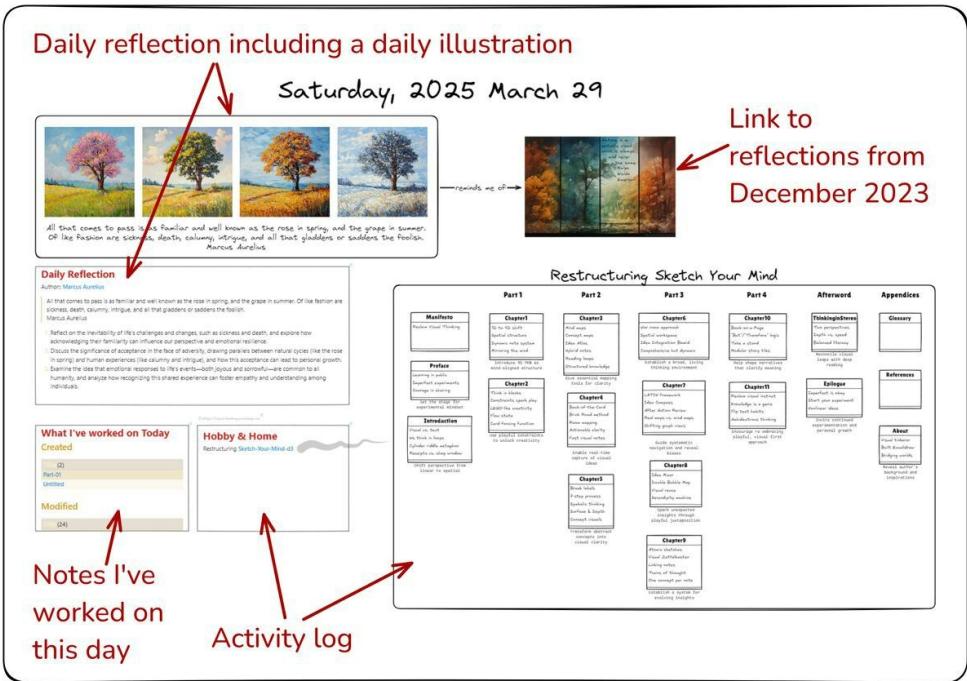 Daily reflection including a daily illustration
Saturday, 2025 March 29
Link to
reflections from
December 2023
reminds me of
All that comes to pass is as familiar and well known as the rose in spring, and the grape in summer.
Of like fashion are sickness, death, calumny, intrigue, and all that gladdens or saddens the foolish.
Marcus Aurelius
Daily Reflection
Author: Marcus Aurelius
All that comes to pass is as familiar and well known as the rose in spring, and the grape in summer. Of like fashion are
sickness, death, calumny, intrigue, and all that gladdens or saddens the foolish.
Marcus Aurelius
Reflect on the inevitability of life's challenges and changes, such as sickness and death, and explore how
acknowledging their familiarity can influence our perspective and emotional resilience.
Discuss the significance of acceptance in the face of adversity, drawing parallels between natural cycles (like the rose
in spring) and human experiences (like calumny and intrigue), and how this acceptance can lead to personal growth.
Examine the idea that emotional responses to life's events—both joyous and sorrowful—are common to all
humanity, and analyze how recognizing this shared experience can foster empathy and understanding among
individuals.
What I've worked on Today
Created
(2)
Part-01
Untitled
Modified
(24)
Hobby & Home
Restructuring Sketch-Your-Mind-d3
Notes I've
worked on
this day
Activity log
Restructuring Sketch Your Mind
Part 1
Part 2
Part 3
Part 4
Afterword
Appendices
Manifesto
Review Visual Thinking
Preface
Learning in public
Imperfect experiments
Courage in sharing
Set the stage for
experimental mindset
Introduction
Visual vs. text
We think in loops
Cylinder riddle metaphor
Receipts vs. shop window
Shift perspective from
linear to spatial
Chapter1
1D to 4D shift
Spatial structure
Dynamic note system
Mirroring the mind
Introduce 4D PKM as
mind-aligned structure
Chapter2
Think in blocks
Constraints spark play
LEGO-like creativity
Flow state
Card forcing function
Use playful constraints
to unlock creativity
Mind maps
Concept maps
Idea Atlas
Hybrid notes
Reading loops
Structured knowledge
Give essential mapping
tools for clarity
Chapter4
Book of the Card
Brick Road method
Meme mapping
Actionable clarity
Fast visual notes
Enable real-time
capture of visual
ideas
Break labels
7-step process
Symbolic thinking
Surface & Depth
Concept visuals
Transform abstract
concepts into
visual clarity
Chapter6
War room approach
Spatial workspace
Idea Integration Board
Comprehensive but dynamic
Establish a broad, living
thinking environment
Chapter7
LATCH framework
Idea Compass
After Action Review
Road maps vs. mind maps
Shifting graph views
Guide systematic
navigation and reveal
biases
Chapter8
Idea Mixer
Double Bubble Map
Visual remix
Serendipity machine
Spark unexpected
insights through
playful juxtaposition
Chapter9
Atomic sketches
Visual Zettelkasten
Linking notes
Trains of thought
One concept per note
Establish a system for
evolving insights
Chapter10
Book-on-a-Page
"But"/"Therefore" logic
Take a stand
Modular story tiles
Help shape narratives
that clarify meaning
Chapter11
Review visual instinct
Knowledge is a game
Flip test habits
Autodextrous thinking
Encourage re-embracing
playful, visual-first
approach
ThinkinginStereo
Two perspectives
Depth vs. speed
Balanced literacy
Reconcile visual
loops with deep
reading
Epilogue
Imperfect is okay
Start your experiment
Nonlinear ideas
Invite continued
experimentation and
personal growth
Glossary
References
About
Visual tinkerer
Built Excalidraw
Bridging worlds
Reveal author's
background and
inspirations